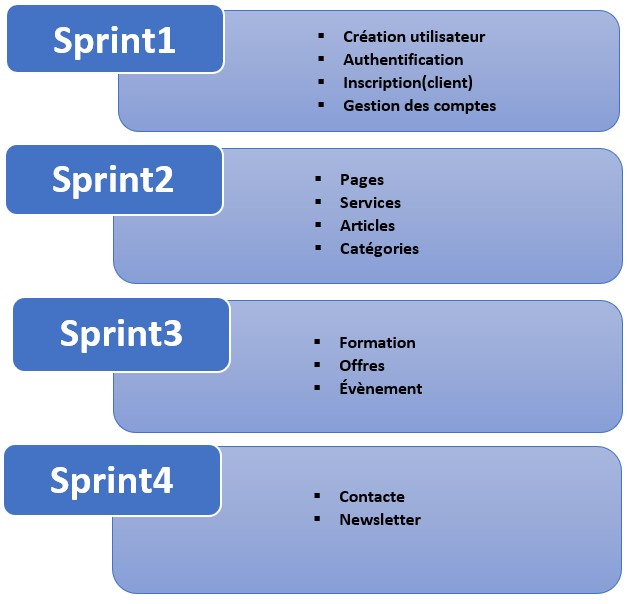 Sprint1
▪ Création utilisateur
▪ Authentification
▪ Inscription(client)
▪ Gestion des comptes
Sprint2
▪ Pages
▪ Services
▪ Articles
▪ Catégories
Sprint3
▪ Formation
▪ Offres
▪ Évènement
Sprint4
▪ Contacte
▪ Newsletter